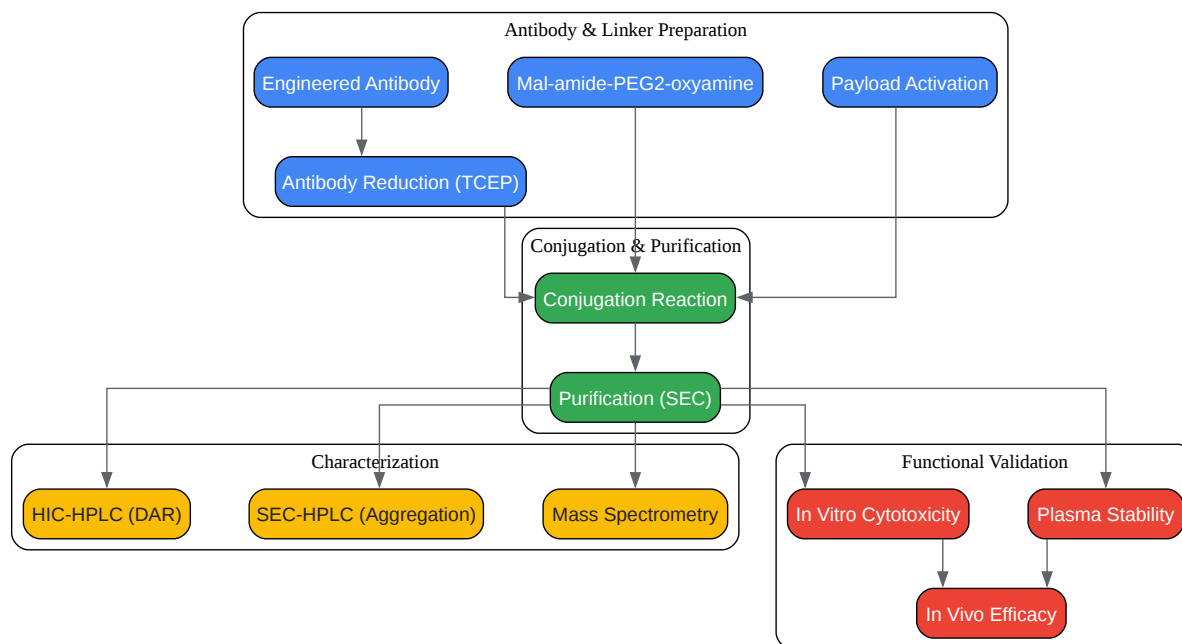 Antibody & Linker Preparation
Engineered Antibody
Mal-amide-PEG2-oxyamine
Payload Activation
Antibody Reduction (TCEP)
Conjugation & Purification
Conjugation Reaction
Purification (SEC)
Characterization
HIC-HPLC (DAR)
SEC-HPLC (Aggregation)
Mass Spectrometry
Functional Validation
In Vitro Cytotoxicity
Plasma Stability
In Vivo Efficacy